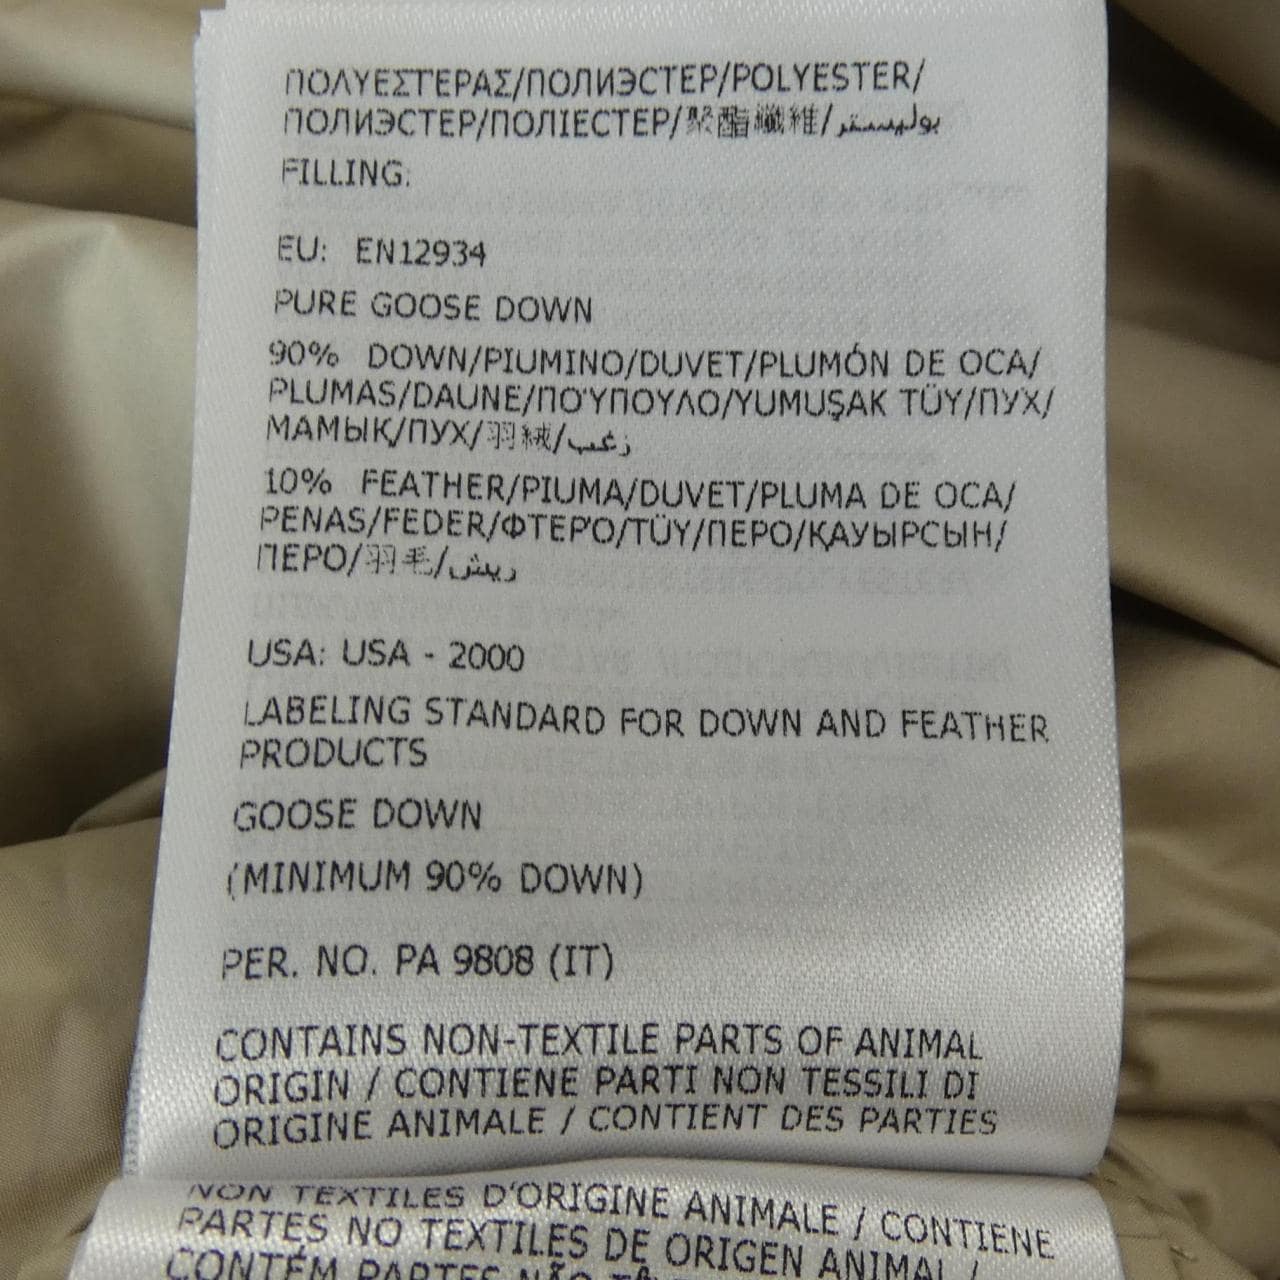 ΠΟΛΥΕΣΤΕΡΑΣ/ПОЛИЭСТЕР/POLYESTER/
ПОЛИЭСТЕР/ПОЛІЕСТЕР/聚酯纖維/بوليستر
FILLING:
EU: EN12934
PURE GOOSE DOWN
90% DOWN/PIUMINO/DUVET/PLUMÓN DE OCA/
PLUMAS/DAUNE/ΠΟΎΠΟΥΛΟ/YUMUŞAK TÜY/ПУХ/
МАМЫҚ/ПУХ/羽絨/زغب
10% FEATHER/PIUMA/DUVET/PLUMA DE OCA/
PENAS/FEDER/ΦΤΕΡΌ/TÜY/ПЕРО/ҚАУЫРСЫН/
ПЕРО/羽毛/ريش
USA: USA - 2000
LABELING STANDARD FOR DOWN AND FEATHER
PRODUCTS
GOOSE DOWN
(MINIMUM 90% DOWN)
PER. NO. PA 9808 (IT)
CONTAINS NON-TEXTILE PARTS OF ANIMAL
ORIGIN / CONTIENE PARTI NON TESSILI DI
ORIGINE ANIMALE / CONTIENT DES PARTIES
NON TEXTILES D'ORIGINE ANIMALE / CONTIENE
PARTES NO TEXTILES DE ORIGEN ANIMAL /
CONTÉM PARTES NÃO